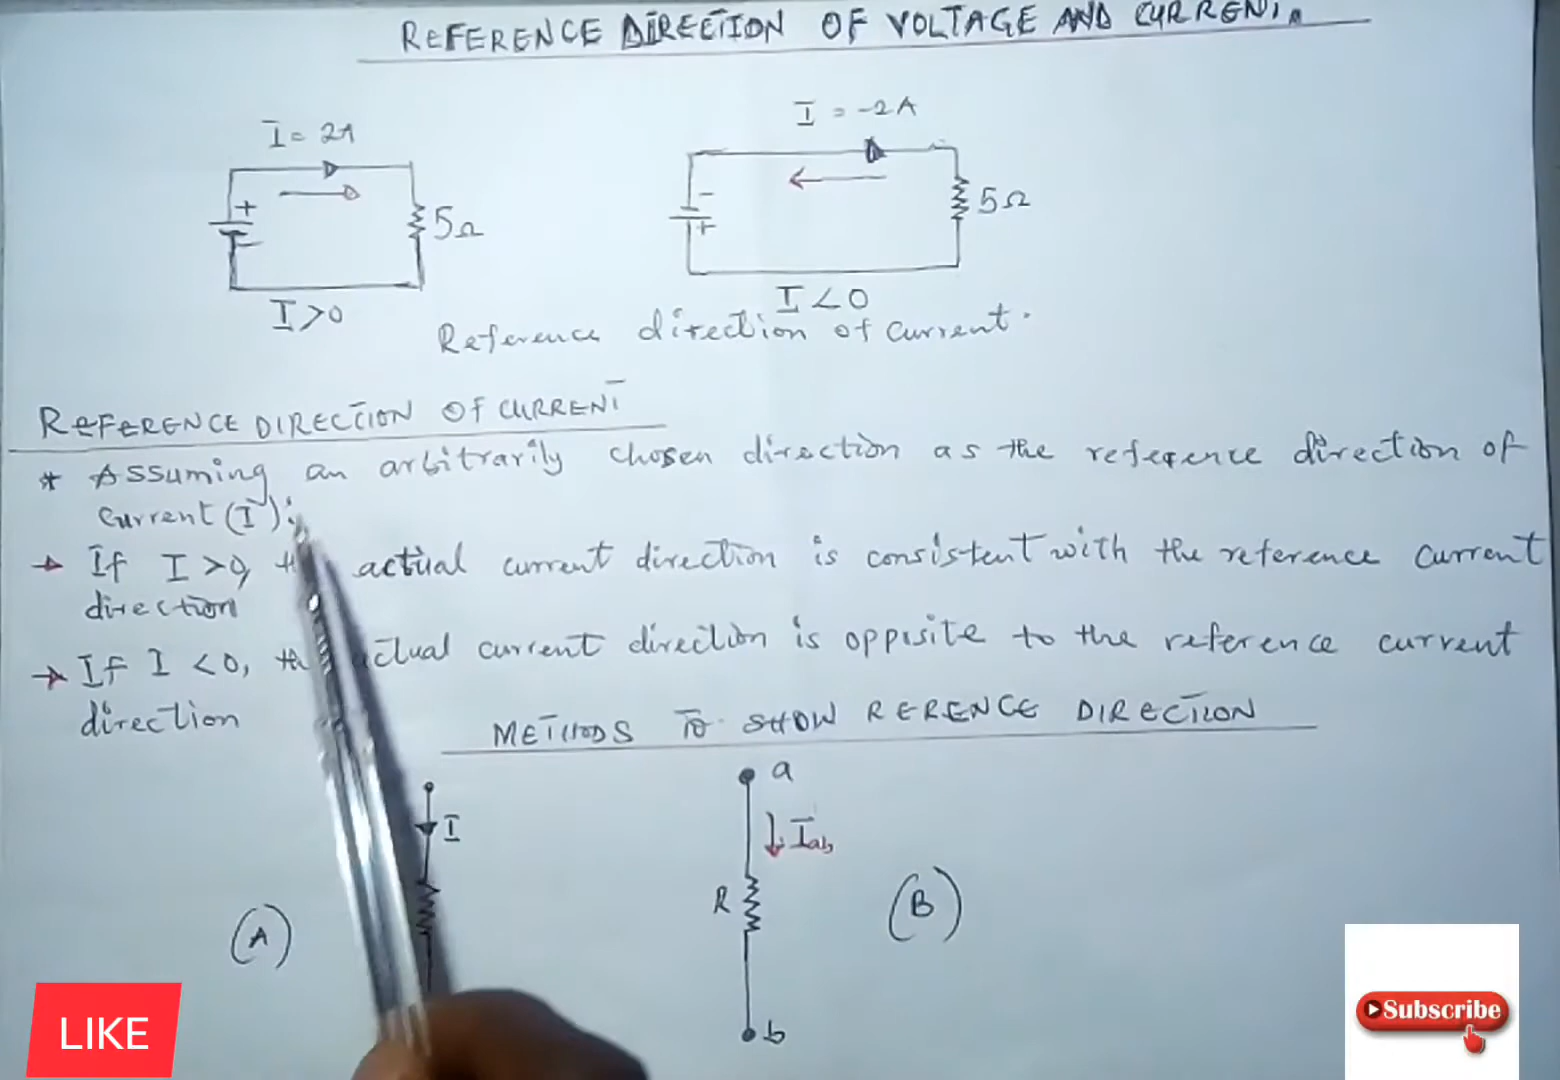 REFERENCE DIRECTION OF VOLTAGE AND CURRENT
I = 2A
I = -2A
+
-
5Ω
-
+
5Ω
I>0
I<0
Reference direction of current.
REFERENCE DIRECTION OF CURRENT
* Assuming an arbitrarily chosen direction as the reference direction of
current (I):
→ If I >0, actual current direction is consistent with the reference current
direction
→ If I <0, actual current direction is opposite to the reference current
direction
METHODS TO SHOW RERENCE DIRECTION
a
I
Iab
R
(A)
(B)
b
LIKE
Subscribe